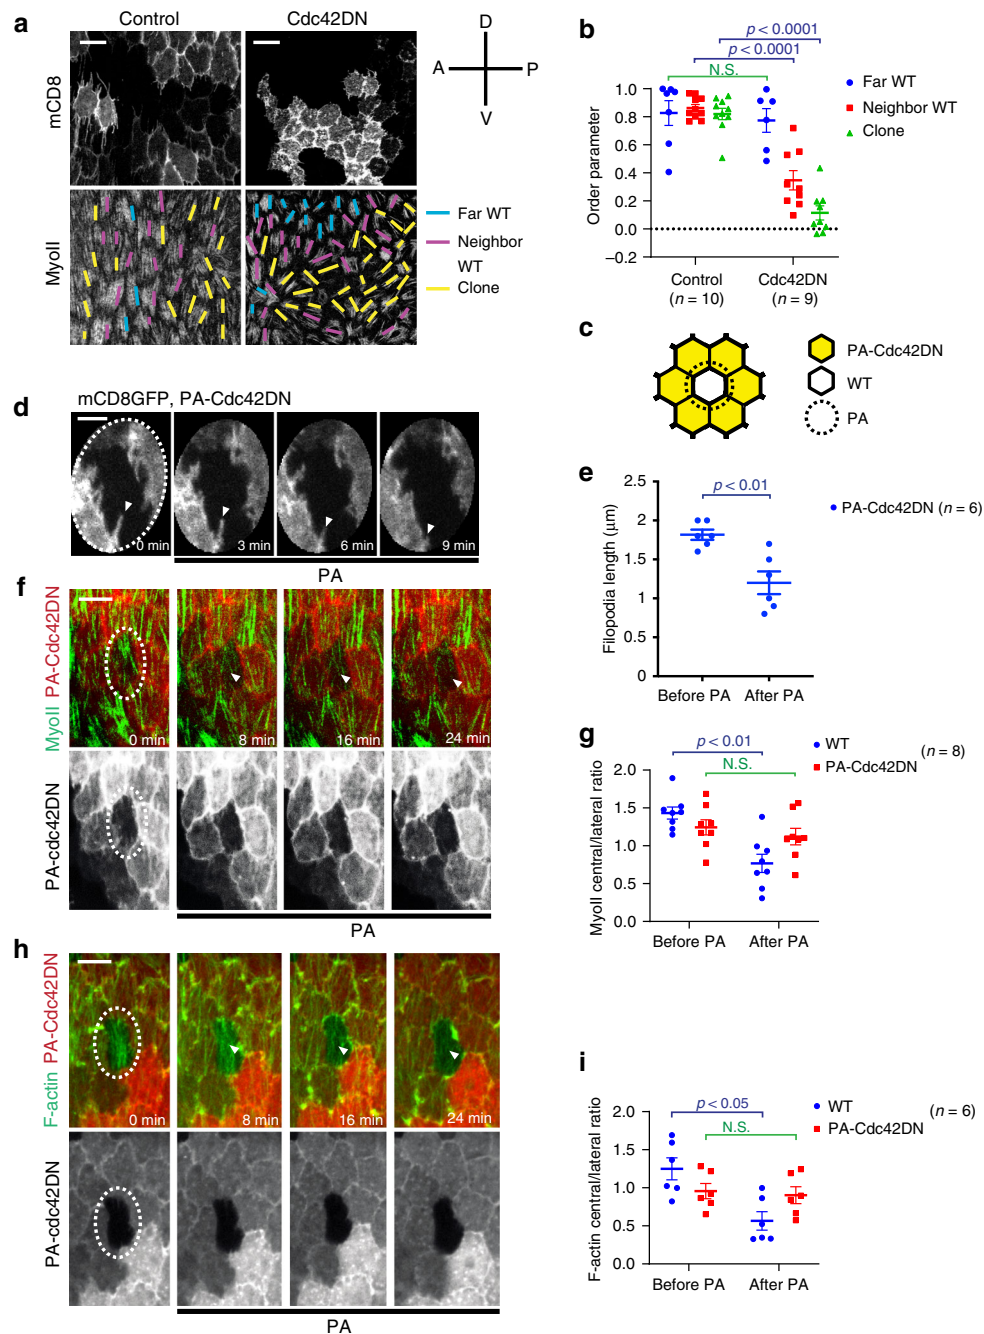 a
Control
Cdc42DN
mCD8
MyoII
D
A
P
V
Far WT
Neighbor
WT
Clone
b
p < 0.0001
p < 0.0001
N.S.
Order parameter
1.0
0.8
0.6
0.4
0.2
0.0
–0.2
Control
(n = 10)
Cdc42DN
(n = 9)
Far WT
Neighbor WT
Clone
c
PA-Cdc42DN
WT
PA
d
mCD8GFP, PA-Cdc42DN
0 min
3 min
6 min
9 min
PA
e
p < 0.01
PA-Cdc42DN (n = 6)
Filopodia length (μm)
2.5
2
1.5
1
0.5
0
Before PA
After PA
f
MyoII PA-Cdc42DN
0 min
8 min
16 min
24 min
PA-cdc42DN
PA
g
p < 0.01
N.S.
WT
PA-Cdc42DN
(n = 8)
MyoII central/lateral ratio
2.0
1.5
1.0
0.5
0.0
Before PA
After PA
h
F-actin PA-Cdc42DN
0 min
8 min
16 min
24 min
PA-cdc42DN
PA
i
p < 0.05
N.S.
WT
PA-Cdc42DN
(n = 6)
F-actin central/lateral ratio
2.0
1.5
1.0
0.5
0.0
Before PA
After PA